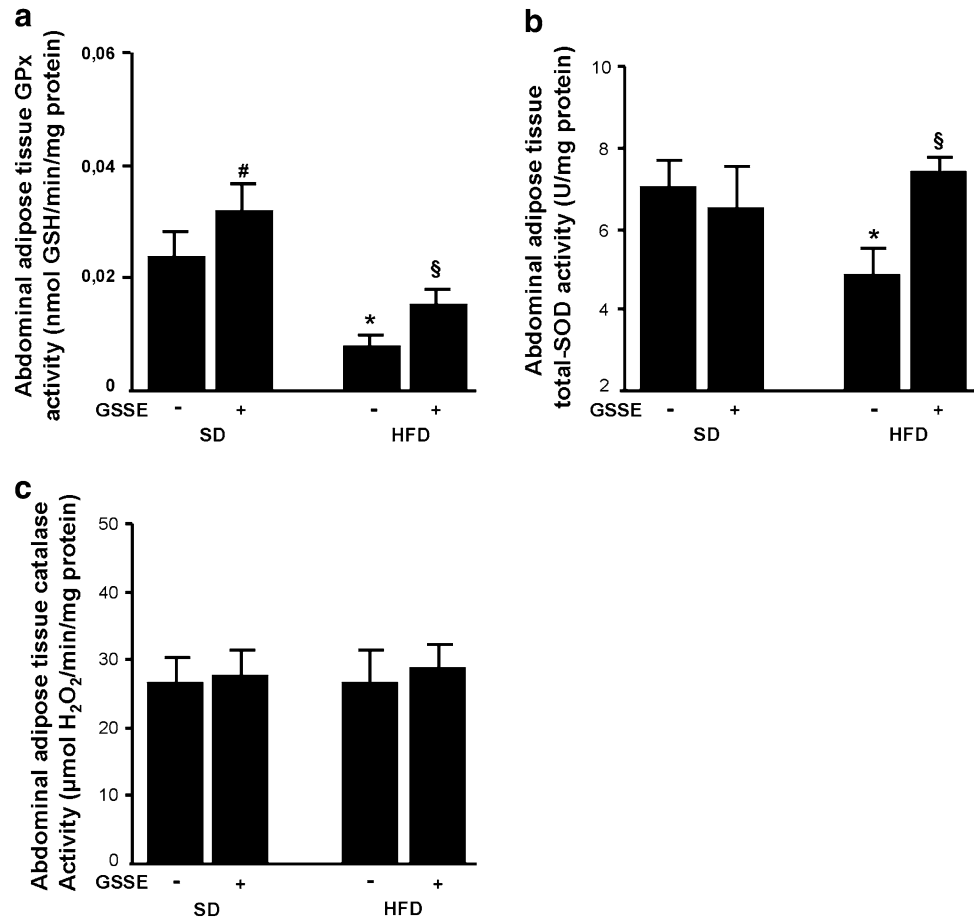 a
Abdominal adipose tissue GPx
activity (nmol GSH/min/mg protein)
0,06
0,04
0,02
0
#
*
§
GSSE - + - +
SD HFD
b
Abdominal adipose tissue
total-SOD activity (U/mg protein)
10
8
6
4
2
*
§
GSSE - + - +
SD HFD
c
Abdominal adipose tissue catalase
Activity (µmol H₂O₂/min/mg protein)
50
40
30
20
10
0
GSSE - + - +
SD HFD